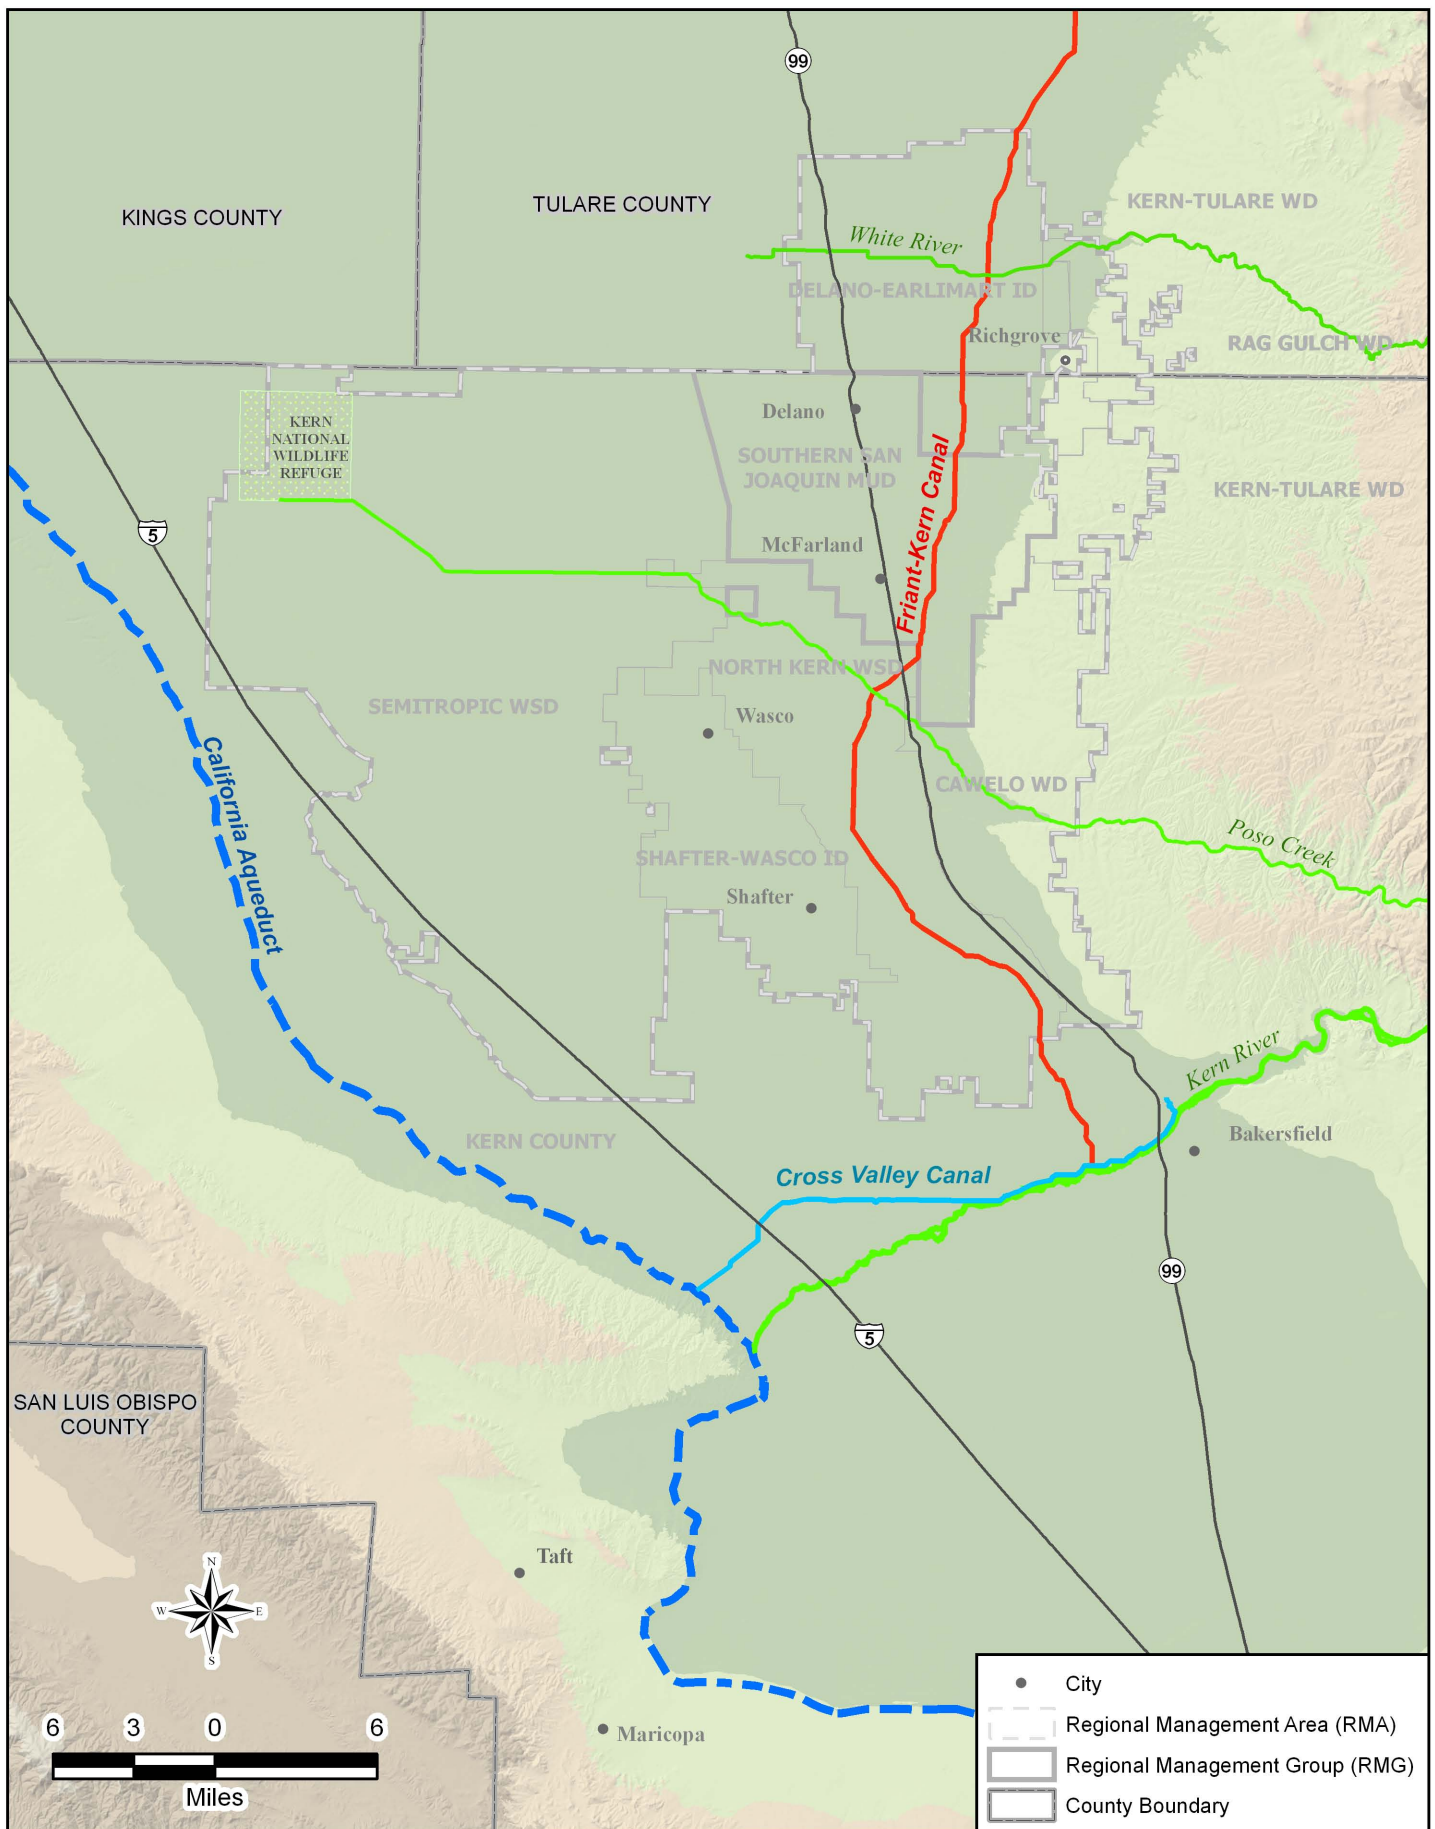 99
KINGS COUNTY
TULARE COUNTY
KERN-TULARE WD
White River
DELANO-EARLIMART ID
Richgrove
RAG GULCH WD
KERN
NATIONAL
WILDLIFE
REFUGE
Delano
SOUTHERN SAN
JOAQUIN MUD
Friant-Kern Canal
KERN-TULARE WD
5
McFarland
NORTH KERN WSD
SEMITROPIC WSD
Wasco
California Aqueduct
CAWELO WD
Poso Creek
SHAFTER-WASCO ID
Shafter
Kern River
KERN COUNTY
Bakersfield
Cross Valley Canal
99
5
SAN LUIS OBISPO
COUNTY
Taft
N
W
E
S
Maricopa
6
3
0
6
Miles
City
Regional Management Area (RMA)
Regional Management Group (RMG)
County Boundary